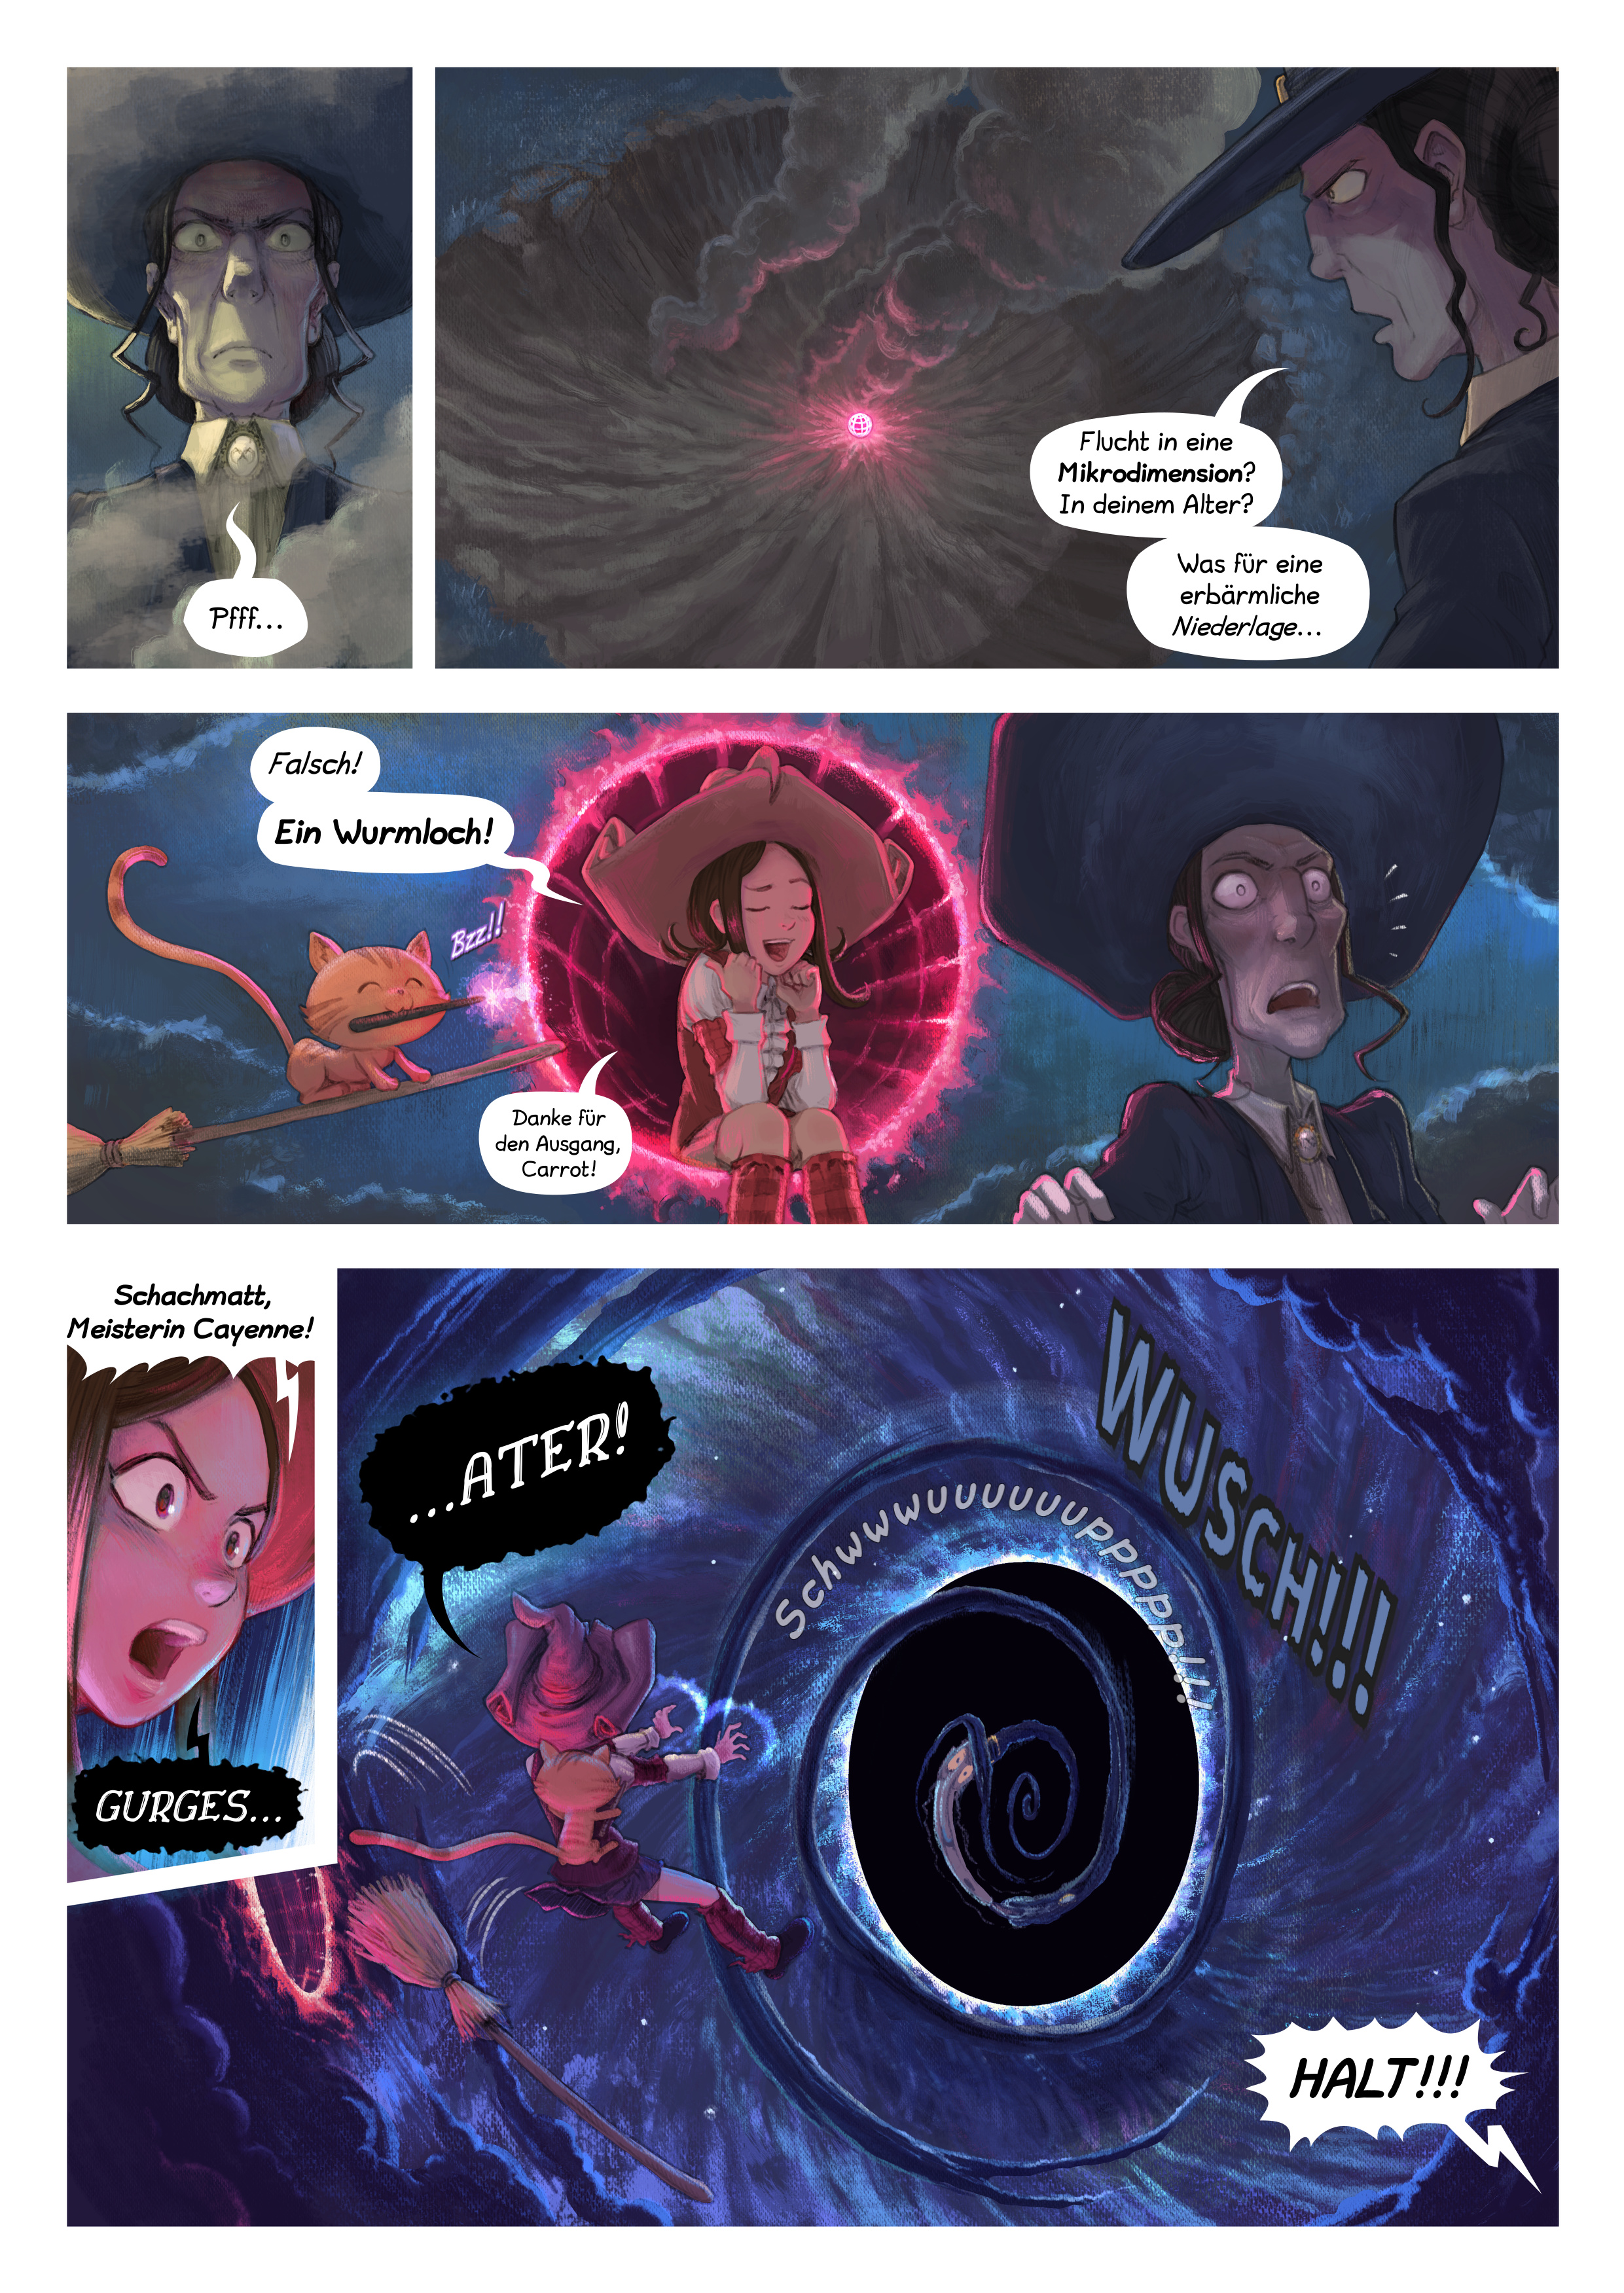 Pfff...
Flucht in eine
Mikrodimension?
In deinem Alter?
Was für eine
erbärmliche
Niederlage...
Falsch!
Ein Wurmloch!
Bzz!!
Danke für
den Ausgang,
Carrot!
Schachmatt,
Meisterin Cayenne!
GURGES...
...ATER!
Schwwwuuuuuuupppppp!!!
WUSCH!!!
HALT!!!